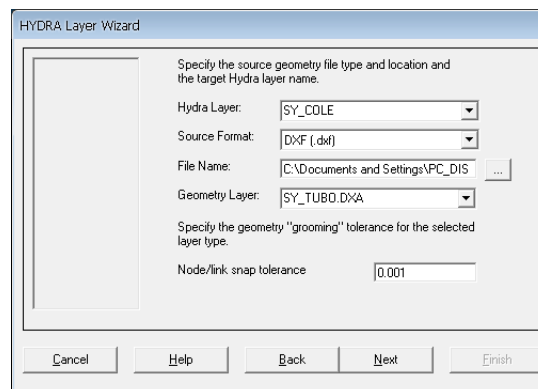 HYDRA Layer Wizard
Specify the source geometry file type and location and
the target Hydra layer name.
Hydra Layer: SY_COLE
Source Format: DXF (.dxf)
File Name: C:\Documents and Settings\PC_DIS ...
Geometry Layer: SY_TUBO.DXA
Specify the geometry "grooming" tolerance for the selected
layer type.
Node/link snap tolerance 0.001
Cancel Help Back Next Finish